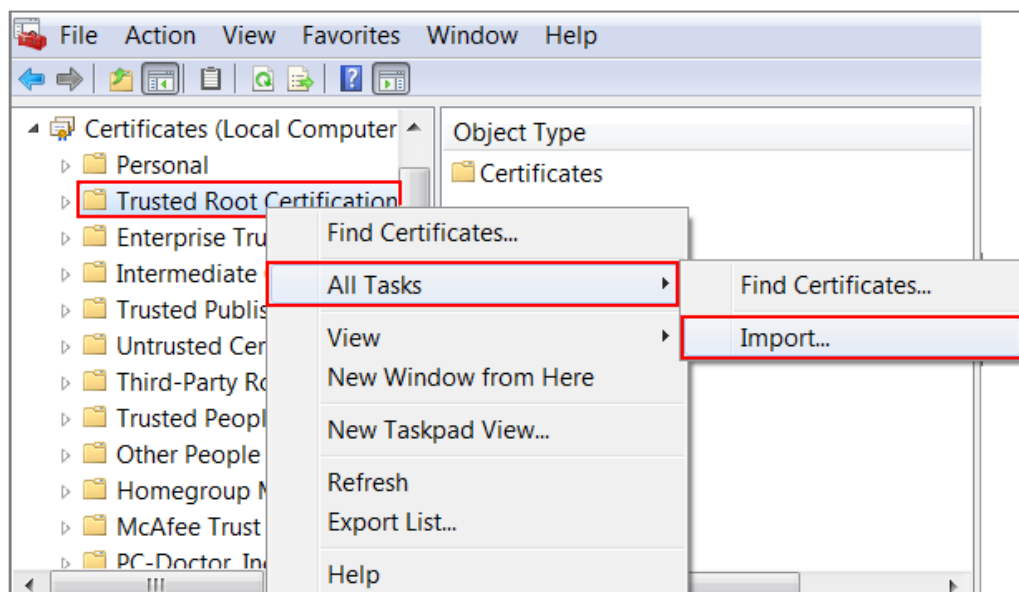 File Action View Favorites Window Help
Certificates (Local Computer
Personal
Trusted Root Certification
Enterprise Tru
Intermediate
Trusted Publis
Untrusted Cer
Third-Party Ro
Trusted Peopl
Other People
Homegroup M
McAfee Trust
PC-Doctor, In
Object Type
Certificates
Find Certificates...
All Tasks
View
New Window from Here
New Taskpad View...
Refresh
Export List...
Help
Find Certificates...
Import...